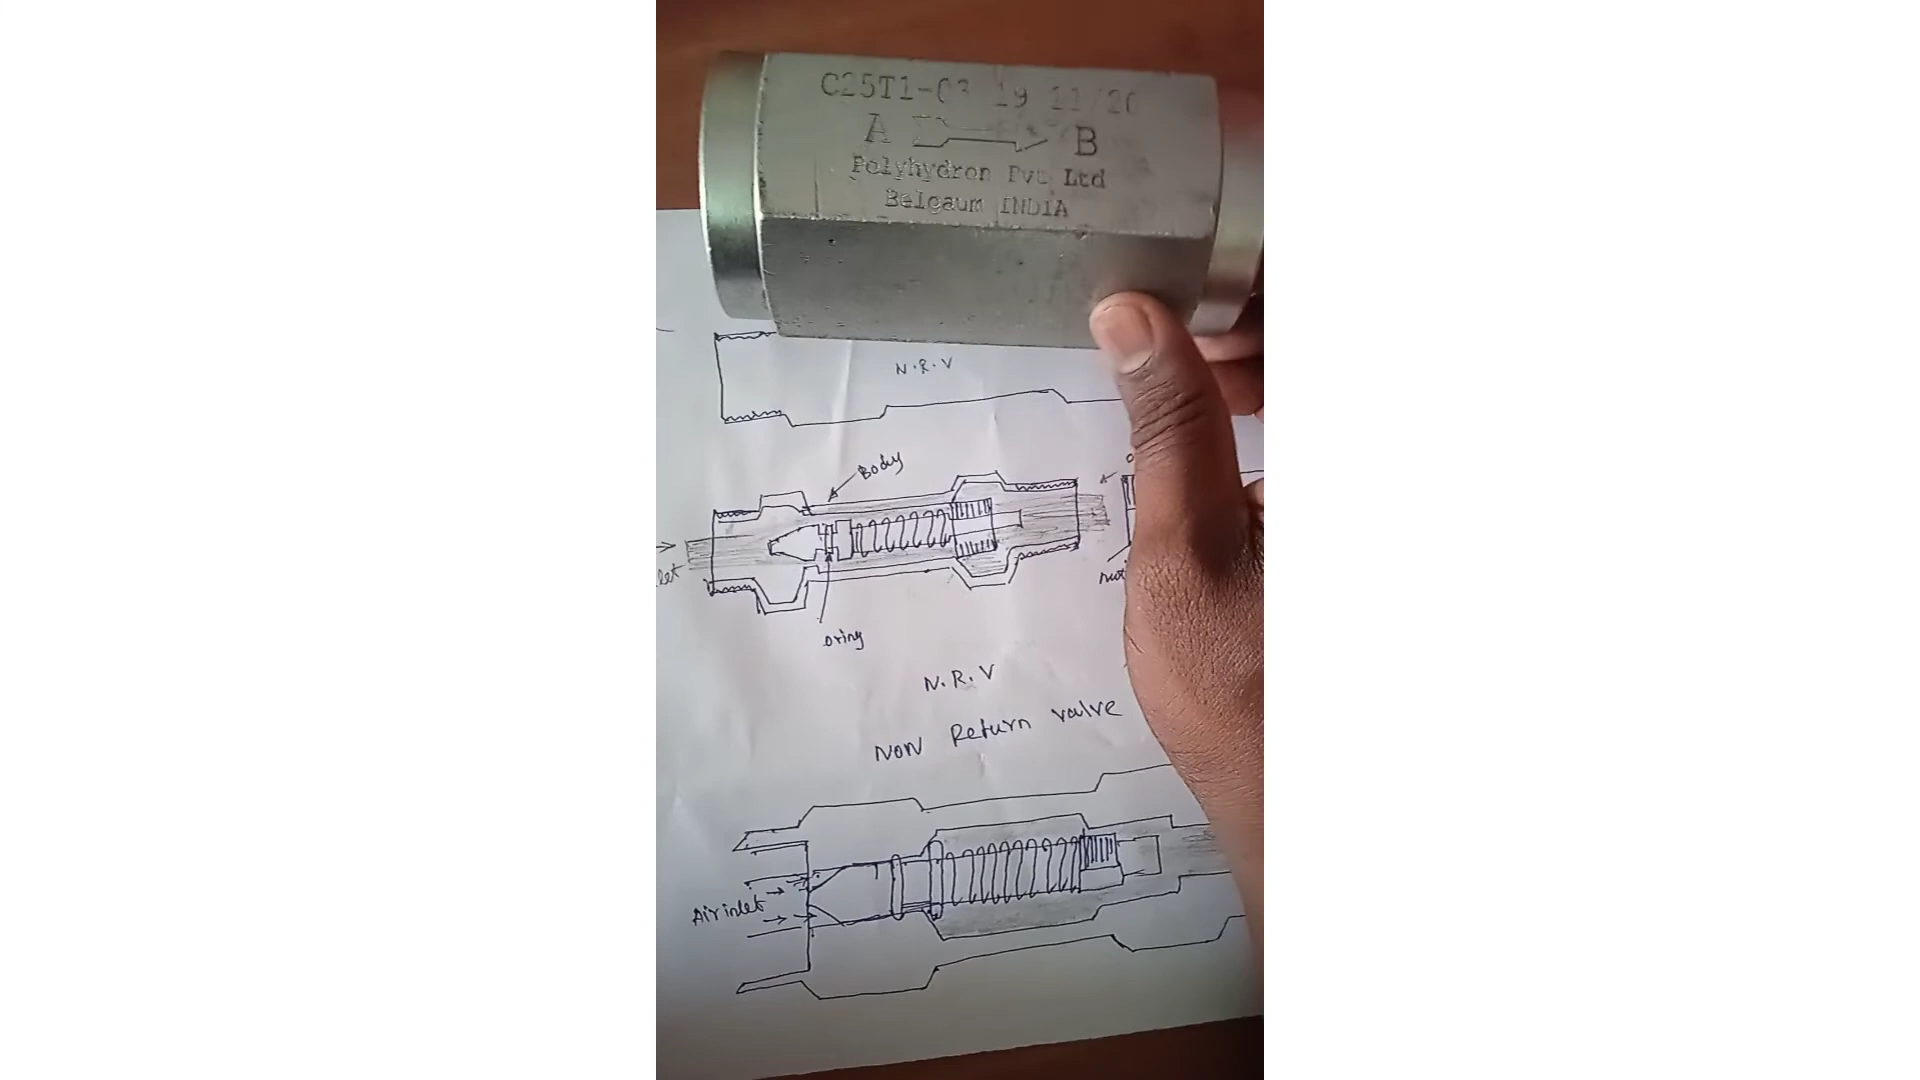 C25T1-03 19 11/20
A B
Polyhydron Pvt Ltd
Belgaum INDIA
N.R.V
Body
oring
N.R.V
Non Return valve
Air inlet